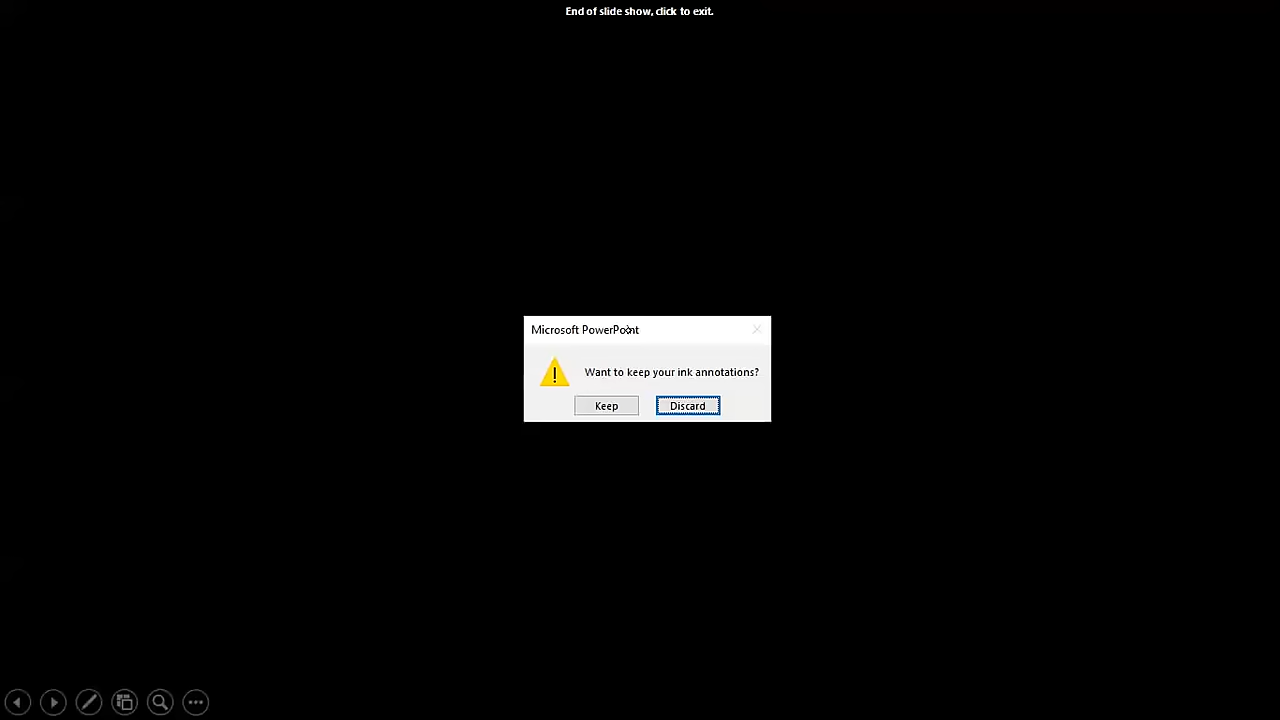 End of slide show, click to exit.
Microsoft PowerPoint
Want to keep your ink annotations?
Keep
Discard